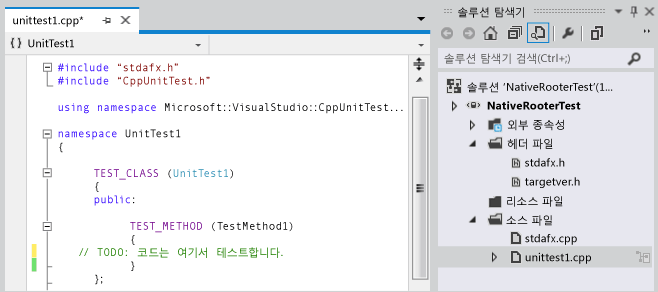 unittest1.cpp*
{ } UnitTest1
#include "stdafx.h"
#include "CppUnitTest.h"
using namespace Microsoft::VisualStudio::CppUnitTest...
namespace UnitTest1
{
TEST_CLASS (UnitTest1)
{
public:
TEST_METHOD (TestMethod1)
{
// TODO: 코드는 여기서 테스트합니다.
}
};
솔루션 탐색기
솔루션 탐색기 검색(Ctrl+;)
솔루션 'NativeRooterTest'(1...
NativeRooterTest
외부 종속성
헤더 파일
stdafx.h
targetver.h
리소스 파일
소스 파일
stdafx.cpp
unittest1.cpp